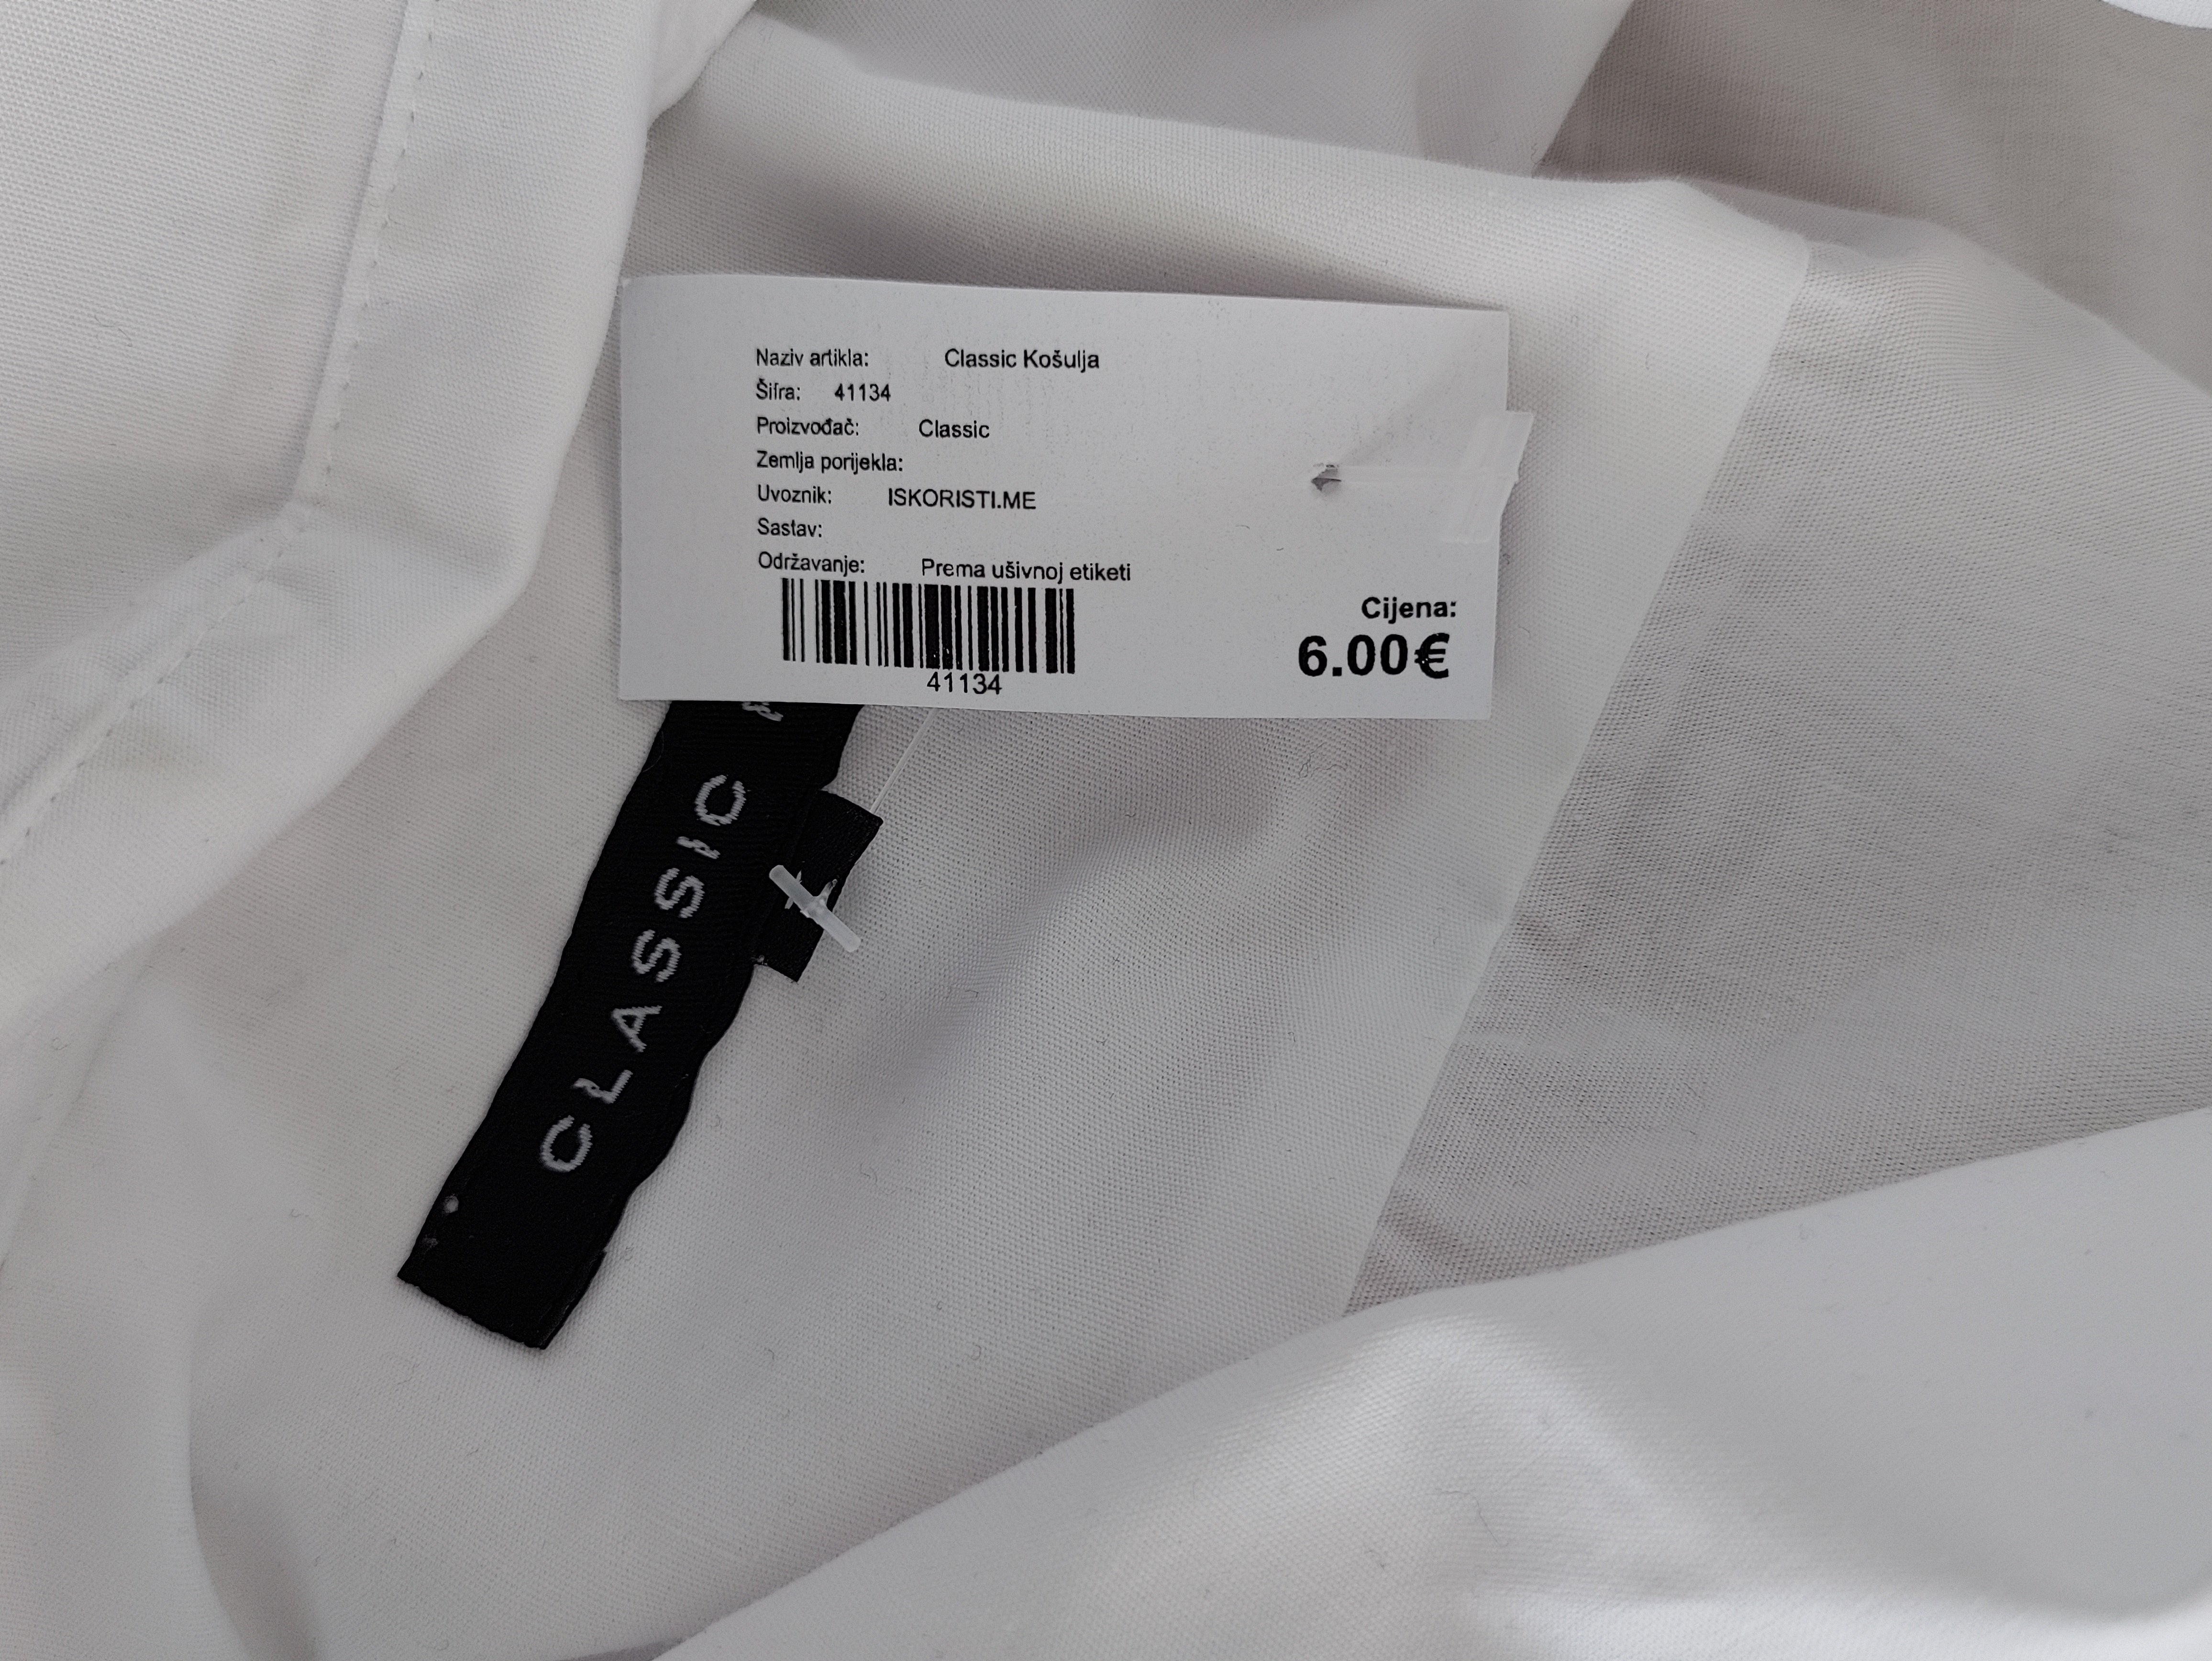 Naziv artikla: Classic Košulja
Šifra: 41134
Proizvođač: Classic
Zemlja porijekla:
Uvoznik: ISKORISTI.ME
Sastav:
Održavanje: Prema ušivnoj etiketi
41134
Cijena:
6.00€
CLASSIC